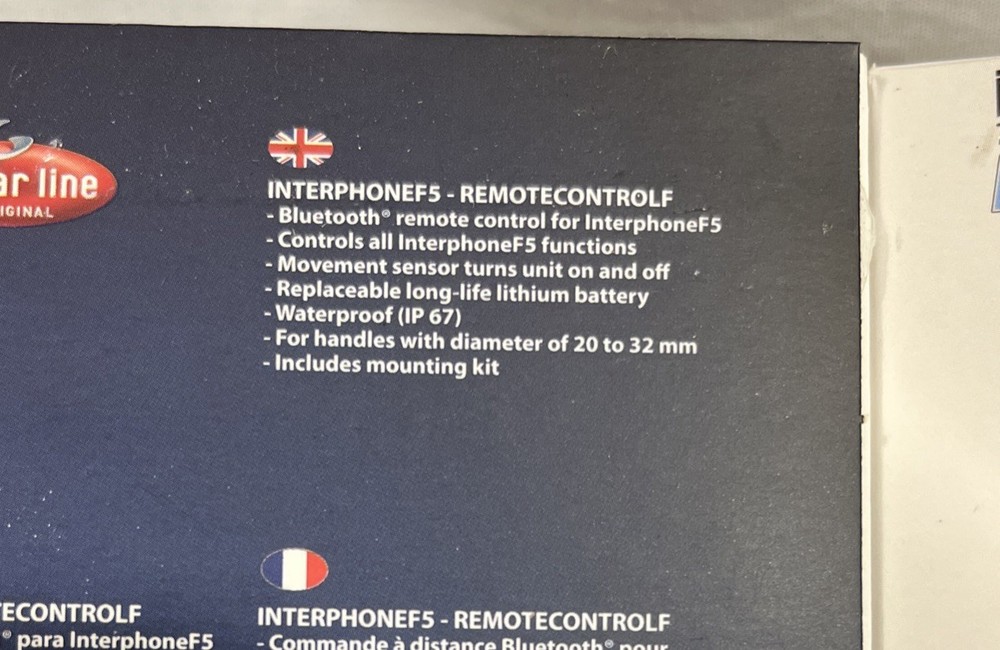 ar line
IGINAL
INTERPHONEF5 - REMOTECONTROLF
- Bluetooth® remote control for InterphoneF5
- Controls all InterphoneF5 functions
- Movement sensor turns unit on and off
- Replaceable long-life lithium battery
- Waterproof (IP 67)
- For handles with diameter of 20 to 32 mm
- Includes mounting kit
TECONTROLF
® para InterphoneF5
INTERPHONEF5 - REMOTECONTROLF
- Commande à distance Bluetooth® pour